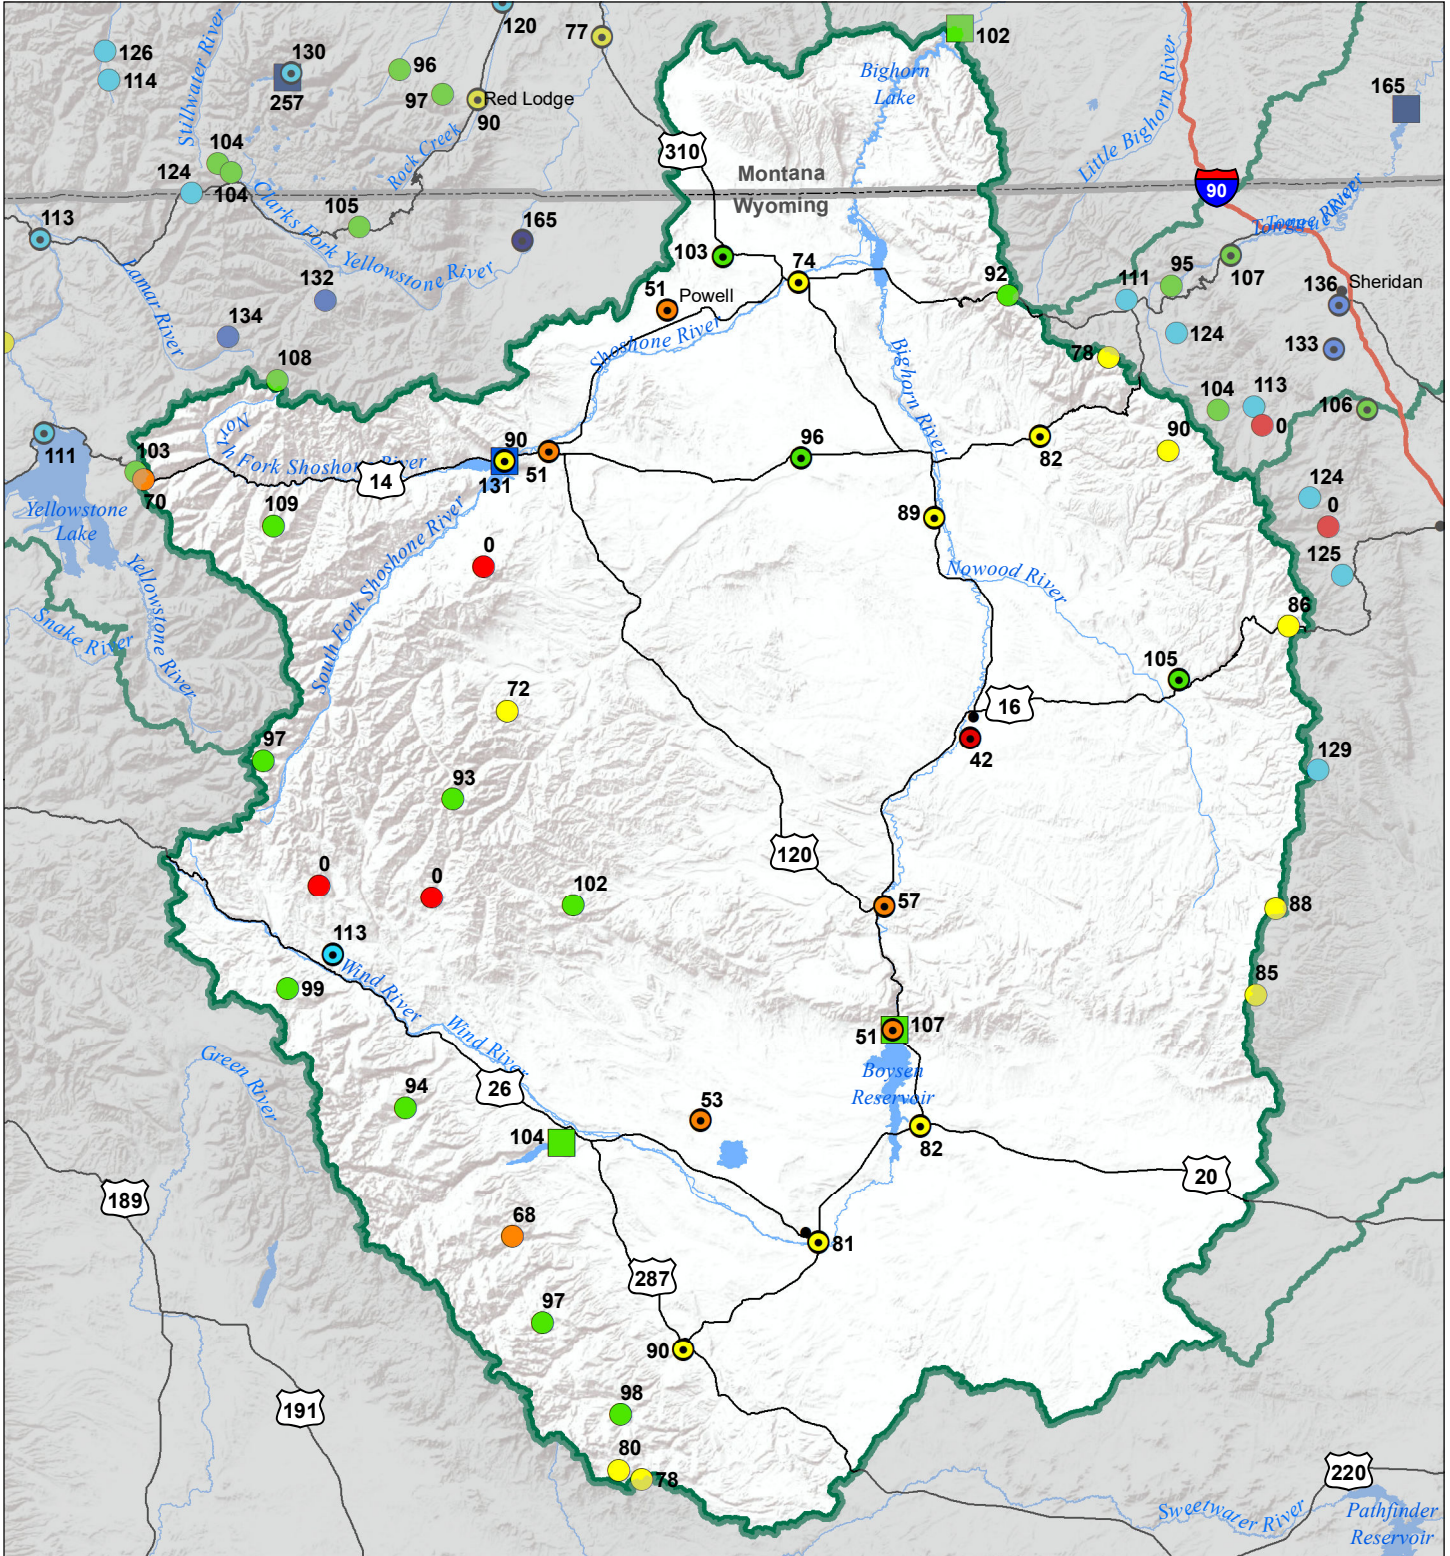 120
77
102
126
130
96
Stillwater River
Bighorn
Lake
114
257
97
Red Lodge
90
165
Little Bighorn River
104
Rock Creek
310
124
104
Montana
Wyoming
90
Clarks Fork Yellowstone River
105
113
165
103
Tongue River
Tongue River
107
Lamar River
132
51
Powell
74
92
111
95
136
Sheridan
134
Shoshone River
124
133
108
Bighorn River
78
104
113
0
106
North Fork Shoshone River
111
103
70
14
90
131
51
96
82
90
Yellowstone
Lake
109
South Fork Shoshone River
89
124
0
0
Nowood River
125
Yellowstone River
Snake River
86
105
72
16
97
42
129
93
120
0
0
102
57
88
113
Wind River
99
85
51
107
Wind River
Green River
Boysen
Reservoir
94
26
53
104
82
20
189
68
81
287
97
90
191
98
80
78
220
Sweetwater River
Pathfinder
Reservoir